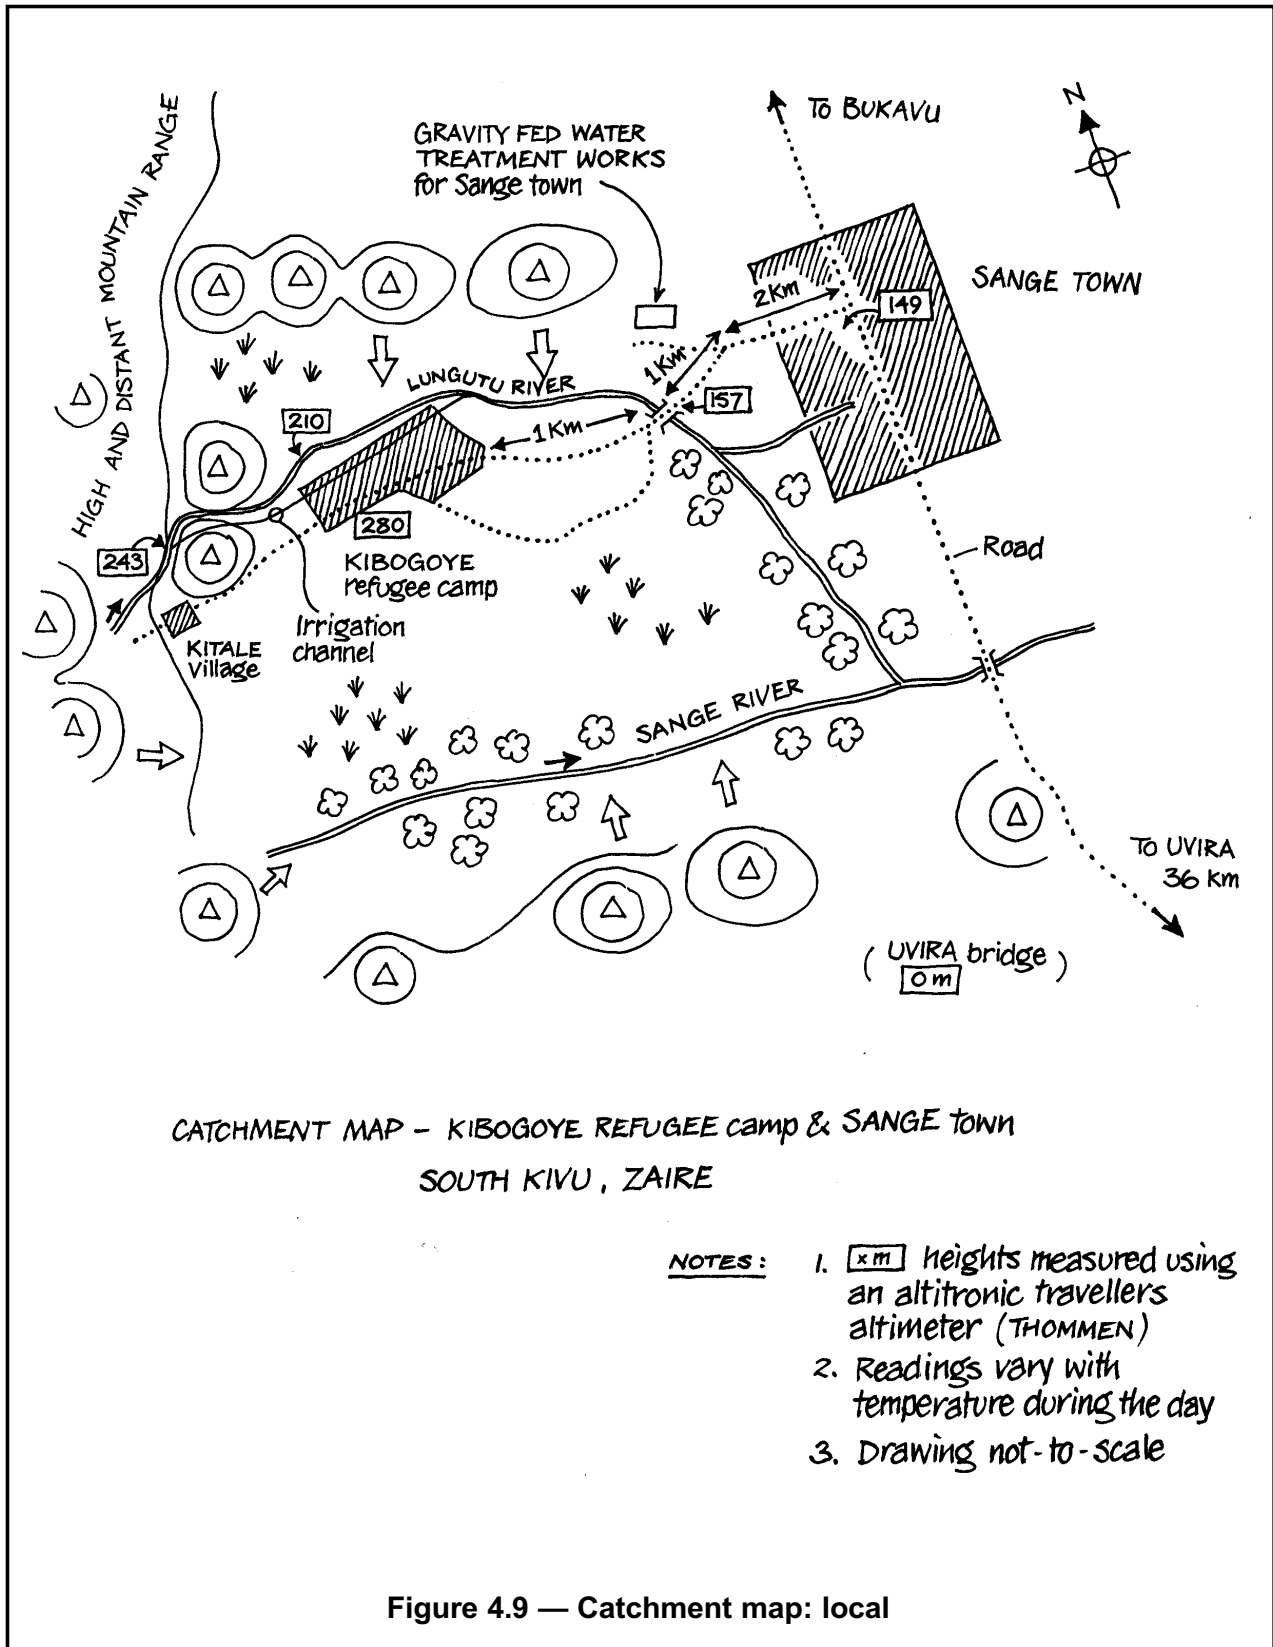 HIGH AND DISTANT MOUNTAIN RANGE
GRAVITY FED WATER
TREATMENT WORKS
for Sange town
TO BUKAVU
N
SANGE TOWN
2Km
149
1Km
157
LUNGUTU RIVER
210
1Km
280
KIBOGOYE
refugee camp
243
KITALE
Village
Irrigation
channel
Road
SANGE RIVER
TO UVIRA
36 Km
(UVIRA bridge)
0 m
CATCHMENT MAP – KIBOGOYE REFUGEE camp & SANGE town
SOUTH KIVU, ZAIRE
NOTES:
1. x m heights measured using
an altitronic travellers
altimeter (THOMMEN)
2. Readings vary with
temperature during the day
3. Drawing not-to-scale
Figure 4.9 — Catchment map: local